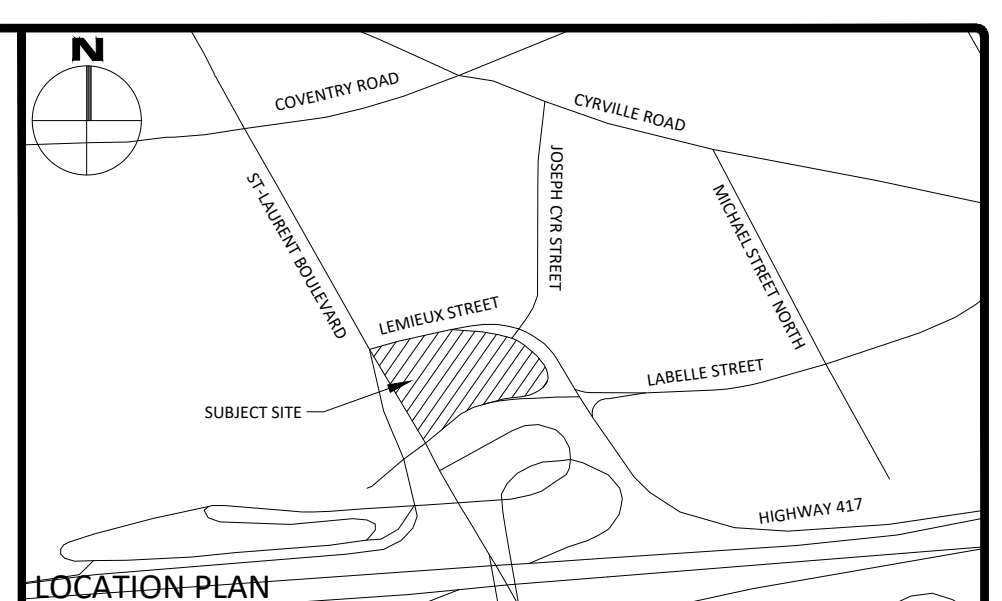 N
COVENTRY ROAD
CYRVILLE ROAD
JOSEPH CYR STREET
ST-LAURENT BOULEVARD
MICHAEL STREET NORTH
LEMIEUX STREET
LABELLE STREET
SUBJECT SITE
HIGHWAY 417
LOCATION PLAN